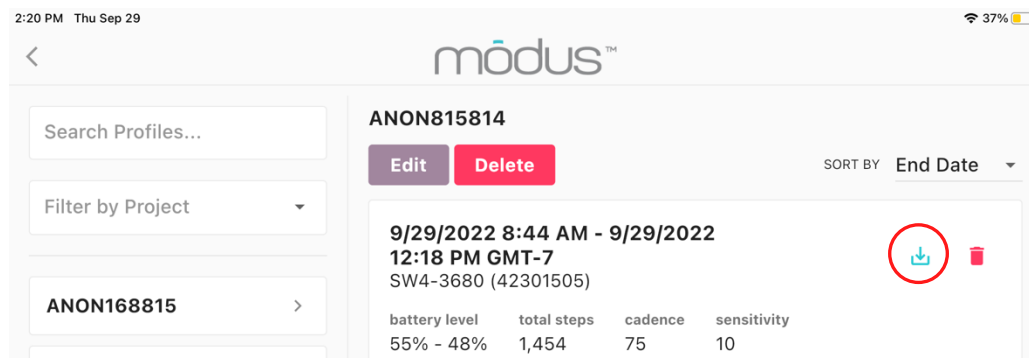 2:20 PM Thu Sep 29
37%
mōdus™
Search Profiles...
Filter by Project
ANON168815
ANON815814
Edit Delete
SORT BY End Date
9/29/2022 8:44 AM - 9/29/2022
12:18 PM GMT-7
SW4-3680 (42301505)
battery level total steps cadence sensitivity
55% - 48% 1,454 75 10